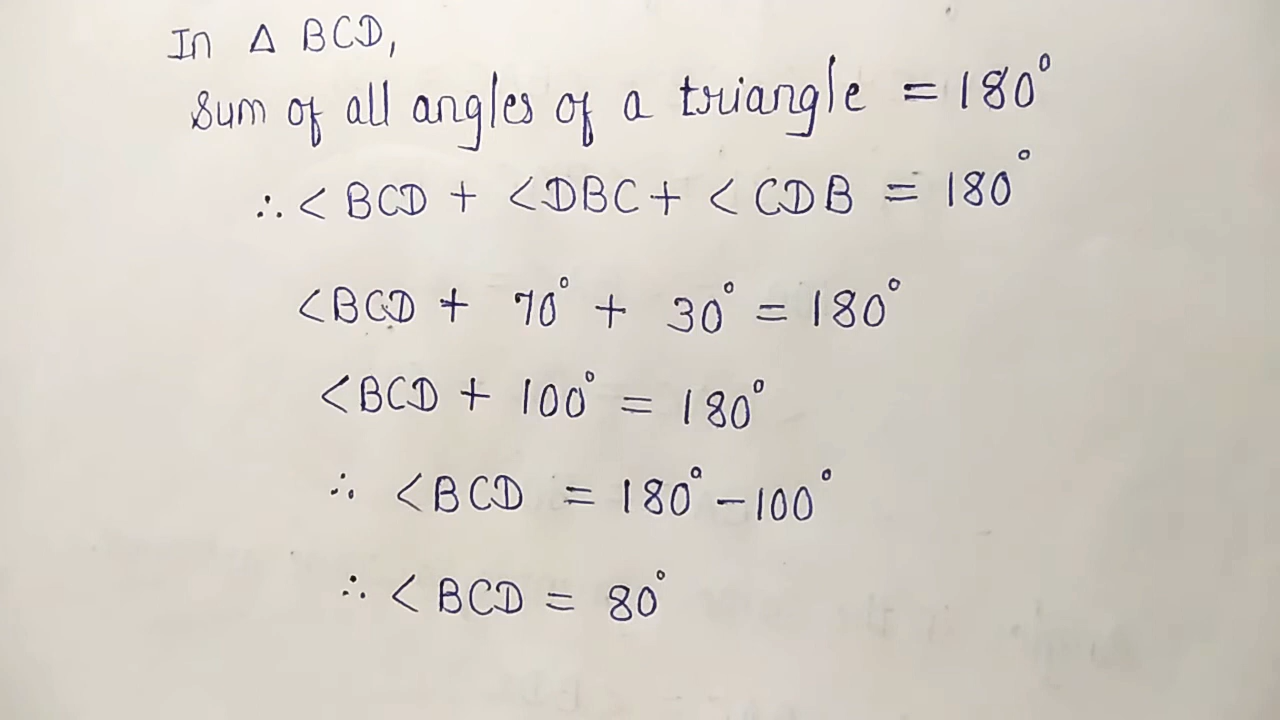 In Δ BCD,
Sum of all angles of a triangle = 180°
∴ < BCD + <DBC + < CDB = 180°
<BCD + 70° + 30° = 180°
<BCD + 100° = 180°
∴ <BCD = 180° - 100°
∴ < BCD = 80°